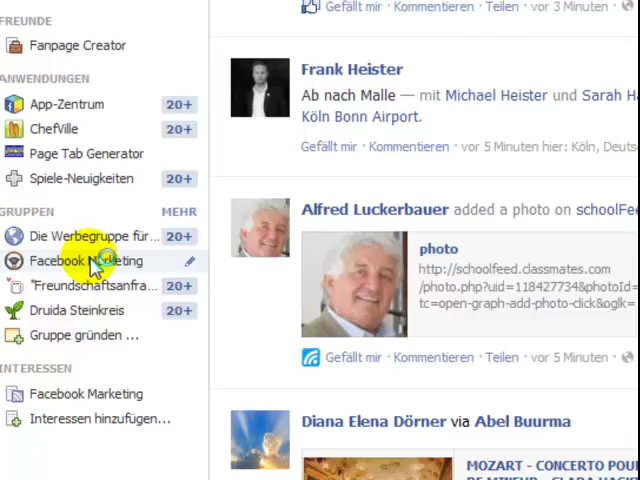 FREUNDE
Fanpage Creator
ANWENDUNGEN
App-Zentrum 20+
ChefVille 20+
Page Tab Generator
Spiele-Neuigkeiten 20+
GRUPPEN MEHR
Die Werbegruppe für... 20+
Facebook Marketing
"Freundschaftsanfra... 20+
Druida Steinkreis 20+
Gruppe gründen ...
INTERESSEN
Facebook Marketing
Interessen hinzufügen...
Gefällt mir · Kommentieren · Teilen · vor 3 Minuten ·
Frank Heister
Ab nach Malle — mit Michael Heister und Sarah Ha
Köln Bonn Airport.
Gefällt mir · Kommentieren · vor 5 Minuten hier: Köln, Deuts
Alfred Luckerbauer added a photo on schoolFee
photo
http://schoolfeed.classmates.com
/photo.php?uid=118427734&photoId=
tc=open-graph-add-photo-click&ogIk=
Gefällt mir · Kommentieren · Teilen · vor 5 Minuten ·
Diana Elena Dörner via Abel Buurma
MOZART - CONCERTO POU